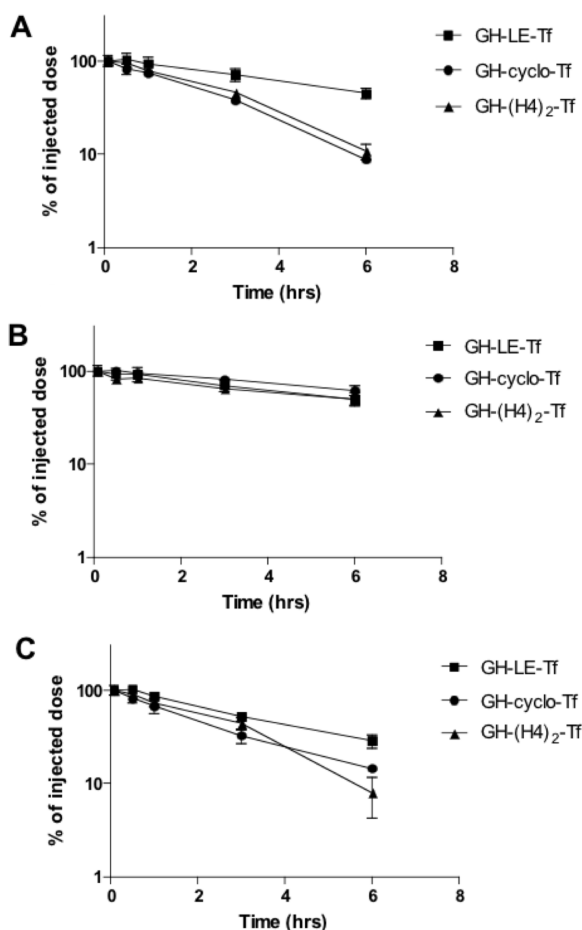 A
% of injected dose
100
10
1
0 2 4 6 8
Time (hrs)
GH-LE-Tf
GH-cyclo-Tf
GH-(H4)₂-Tf
B
% of injected dose
100
10
1
0 2 4 6 8
Time (hrs)
GH-LE-Tf
GH-cyclo-Tf
GH-(H4)₂-Tf
C
% of injected dose
100
10
1
0 2 4 6 8
Time (hrs)
GH-LE-Tf
GH-cyclo-Tf
GH-(H4)₂-Tf